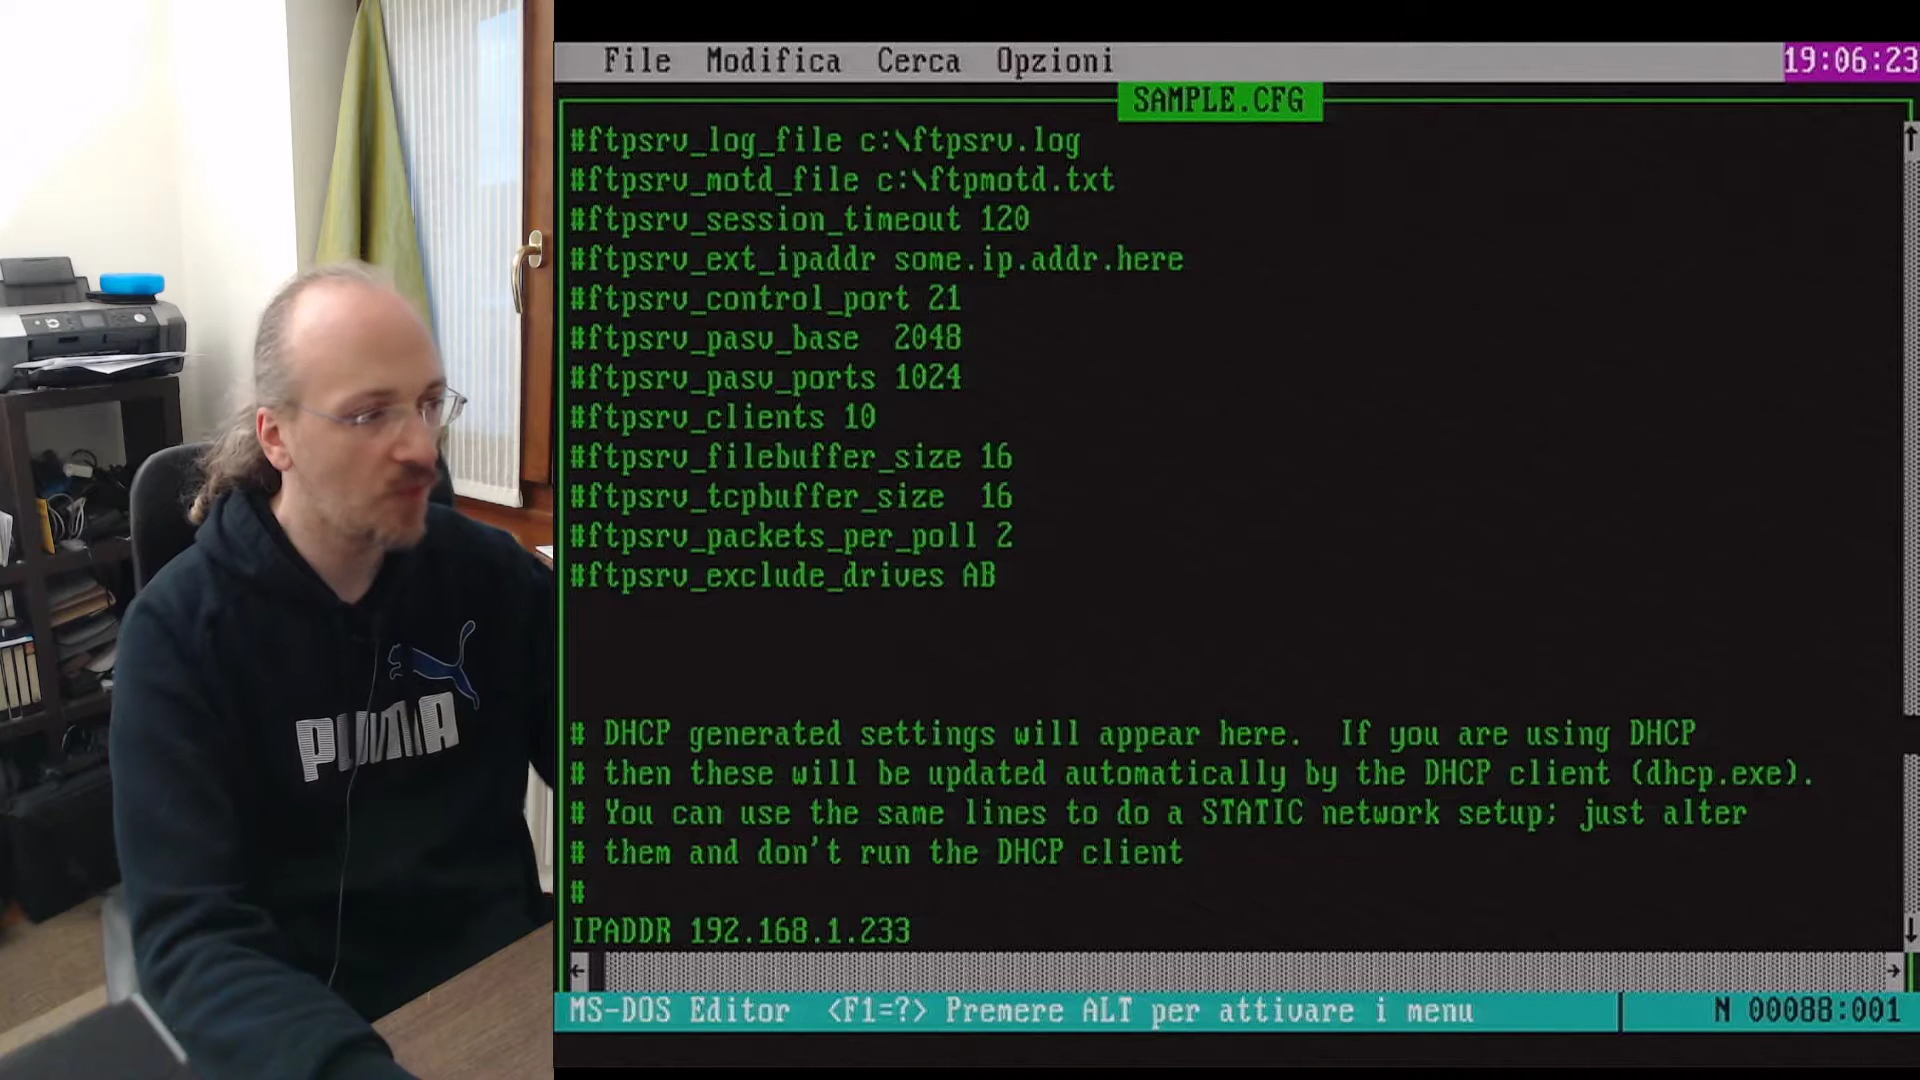 File Modifica Cerca Opzioni 19:06:23
SAMPLE.CFG
#ftpsrv_log_file c:\ftpsrv.log
#ftpsrv_motd_file c:\ftpmotd.txt
#ftpsrv_session_timeout 120
#ftpsrv_ext_ipaddr some.ip.addr.here
#ftpsrv_control_port 21
#ftpsrv_pasv_base  2048
#ftpsrv_pasv_ports 1024
#ftpsrv_clients 10
#ftpsrv_filebuffer_size 16
#ftpsrv_tcpbuffer_size  16
#ftpsrv_packets_per_poll 2
#ftpsrv_exclude_drives AB
# DHCP generated settings will appear here.  If you are using DHCP
# then these will be updated automatically by the DHCP client (dhcp.exe).
# You can use the same lines to do a STATIC network setup; just alter
# them and don't run the DHCP client
#
IPADDR 192.168.1.233
MS-DOS Editor <F1=?> Premere ALT per attivare i menu N 00088:001
PUMA